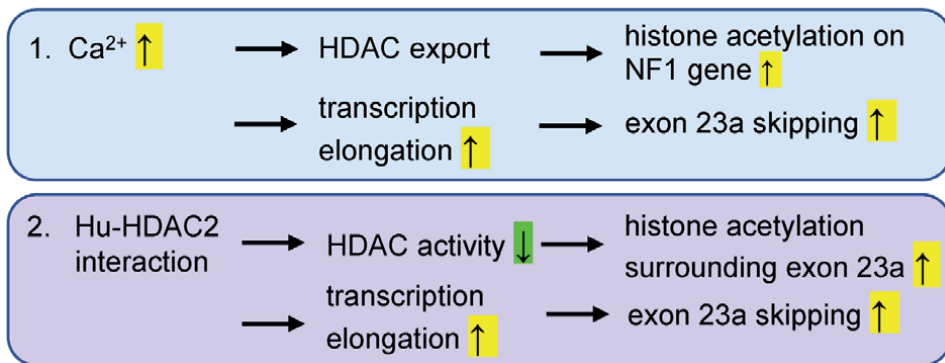 1. Ca²⁺ ↑ → HDAC export → histone acetylation on
NF1 gene ↑
→ transcription
elongation ↑ → exon 23a skipping ↑
2. Hu-HDAC2
interaction → HDAC activity ↓ → histone acetylation
surrounding exon 23a ↑
→ transcription
elongation ↑ → exon 23a skipping ↑